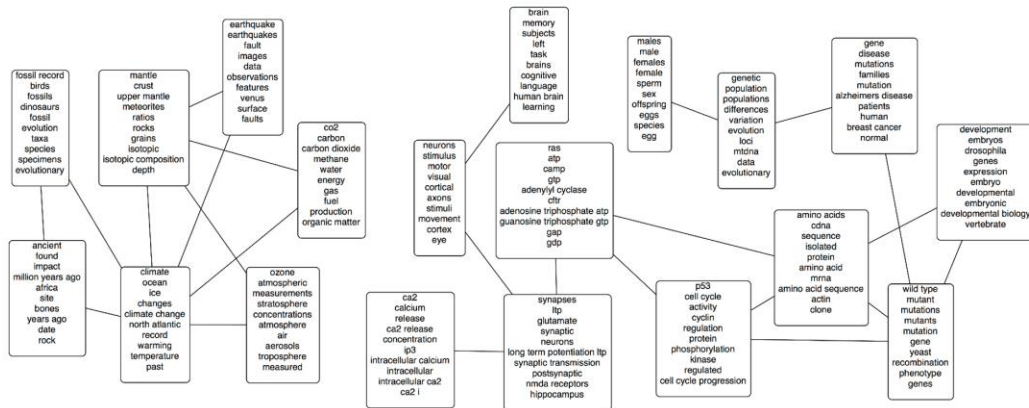 fossil record
birds
fossils
dinosaurs
fossil
evolution
taxa
species
specimens
evolutionary
mantle
crust
upper mantle
meteorites
ratios
rocks
grains
isotopic
isotopic composition
depth
earthquake
earthquakes
fault
images
data
observations
features
venus
surface
faults
co2
carbon
carbon dioxide
methane
water
energy
gas
fuel
production
organic matter
ancient
found
impact
million years ago
africa
site
bones
years ago
date
rock
climate
ocean
ice
changes
climate change
north atlantic
record
warming
temperature
past
ozone
atmospheric
measurements
stratosphere
concentrations
atmosphere
air
aerosols
troposphere
measured
brain
memory
subjects
left
task
brains
cognitive
language
human brain
learning
neurons
stimulus
motor
visual
cortical
axons
stimuli
movement
cortex
eye
ras
atp
camp
gtp
adenylyl cyclase
cftr
adenosine triphosphate atp
guanosine triphosphate gtp
gap
gdp
ca2
calcium
release
ca2 release
concentration
ip3
intracellular calcium
intracellular
intracellular ca2
ca2 i
synapses
ltp
glutamate
synaptic
neurons
long term potentiation ltp
synaptic transmission
postsynaptic
nmda receptors
hippocampus
males
male
females
female
sperm
sex
offspring
eggs
species
egg
genetic
population
populations
differences
variation
evolution
loci
mtdna
data
evolutionary
gene
disease
mutations
families
mutation
alzheimers disease
patients
human
breast cancer
normal
development
embryos
drosophila
genes
expression
embryo
developmental
embryonic
developmental biology
vertebrate
amino acids
cdna
sequence
isolated
protein
amino acid
mrna
amino acid sequence
actin
clone
p53
cell cycle
activity
cyclin
regulation
protein
phosphorylation
kinase
regulated
cell cycle progression
wild type
mutant
mutations
mutants
mutation
gene
yeast
recombination
phenotype
genes